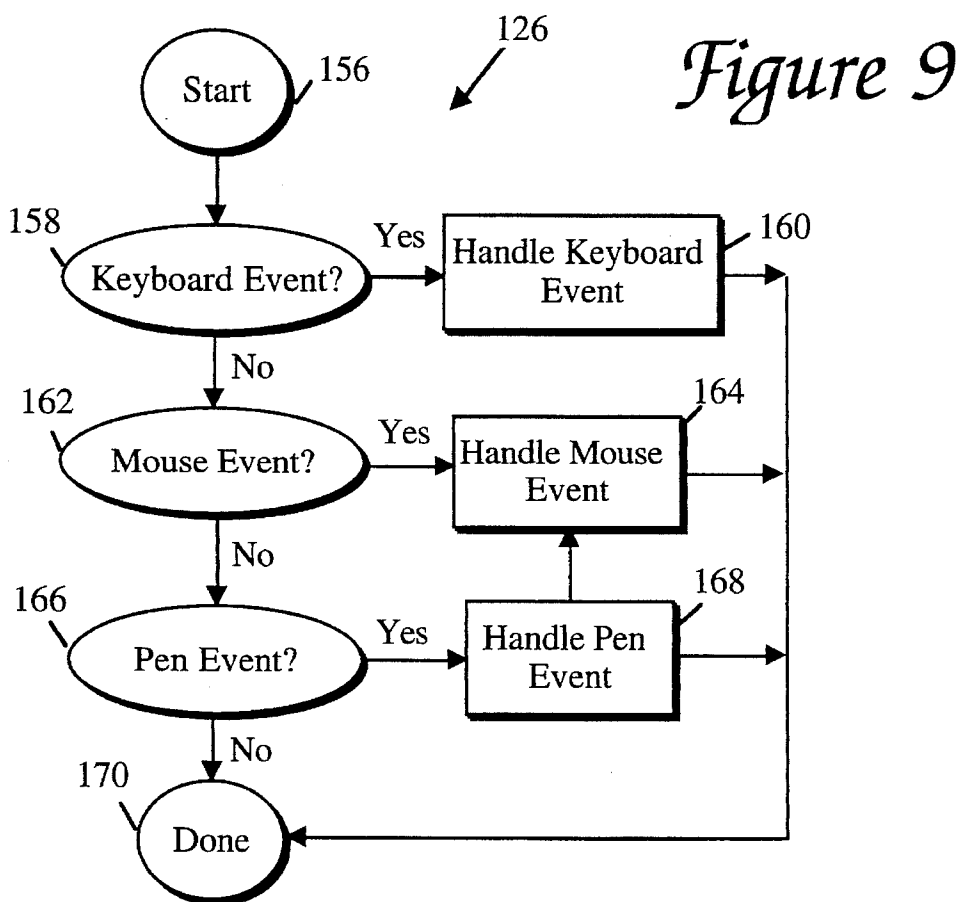 126
Figure 9
Start
156
158
Keyboard Event?
Yes
Handle Keyboard
Event
160
No
162
Mouse Event?
Yes
Handle Mouse
Event
164
No
166
Pen Event?
Yes
Handle Pen
Event
168
No
170
Done